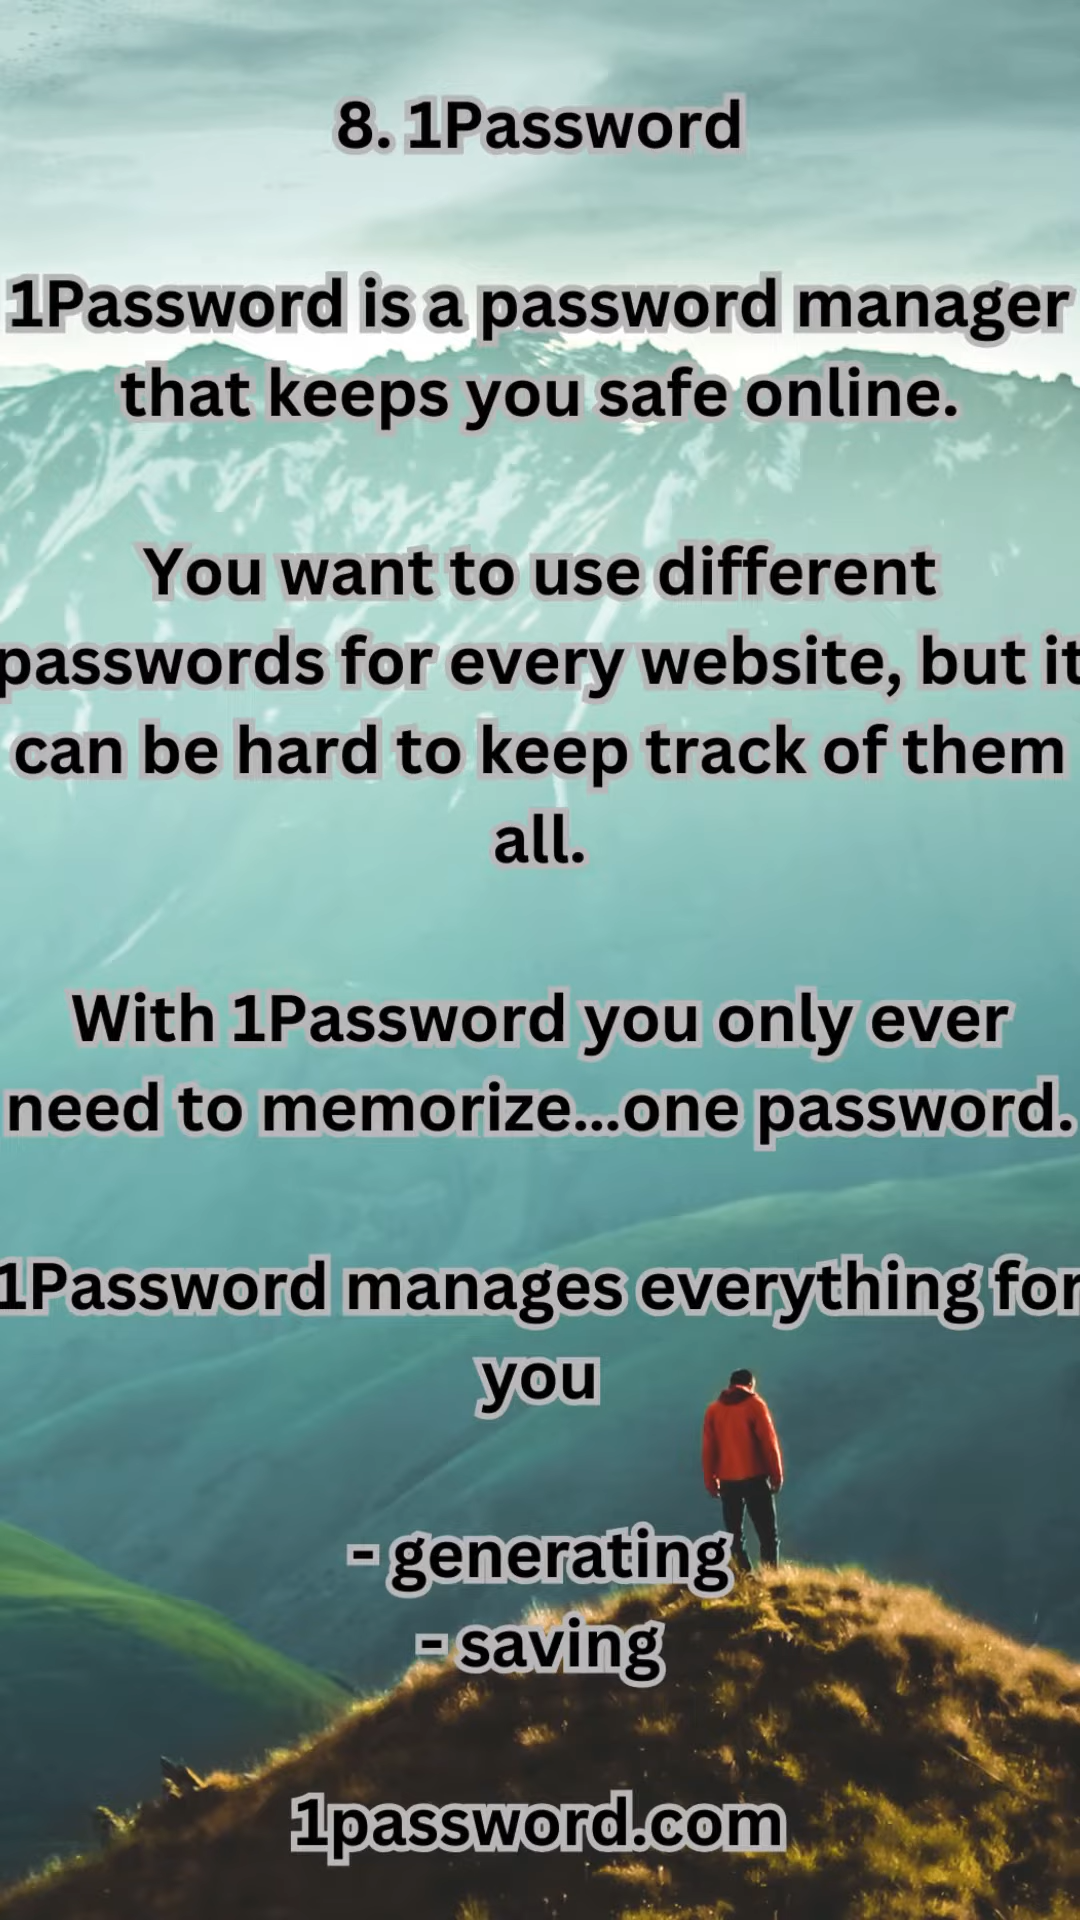 8. 1Password
1Password is a password manager
that keeps you safe online.
You want to use different
passwords for every website, but it
can be hard to keep track of them
all.
With 1Password you only ever
need to memorize...one password.
1Password manages everything for
you
- generating
- saving
1password.com